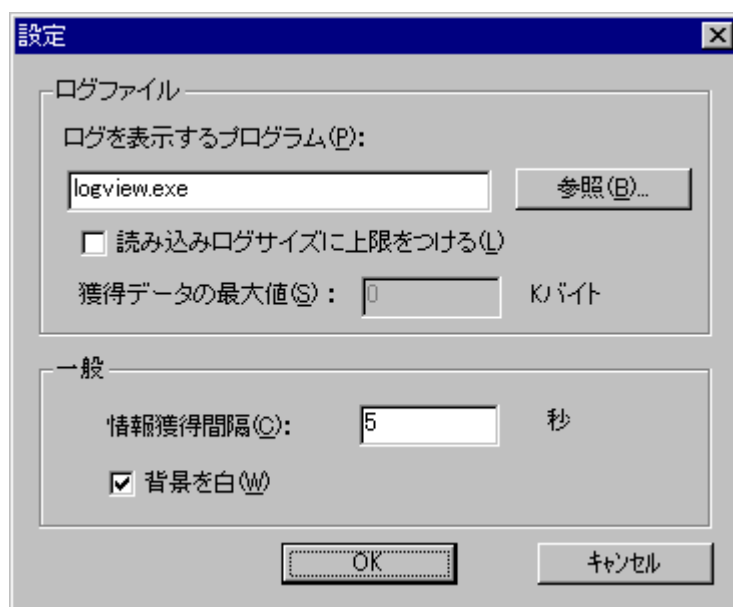 設定
ログファイル
ログを表示するプログラム(P):
logview.exe
参照(B)...
読み込みログサイズに上限をつける(L)
獲得データの最大値(S): 0 Kバイト
一般
情報獲得間隔(C): 5 秒
背景を白(W)
OK キャンセル